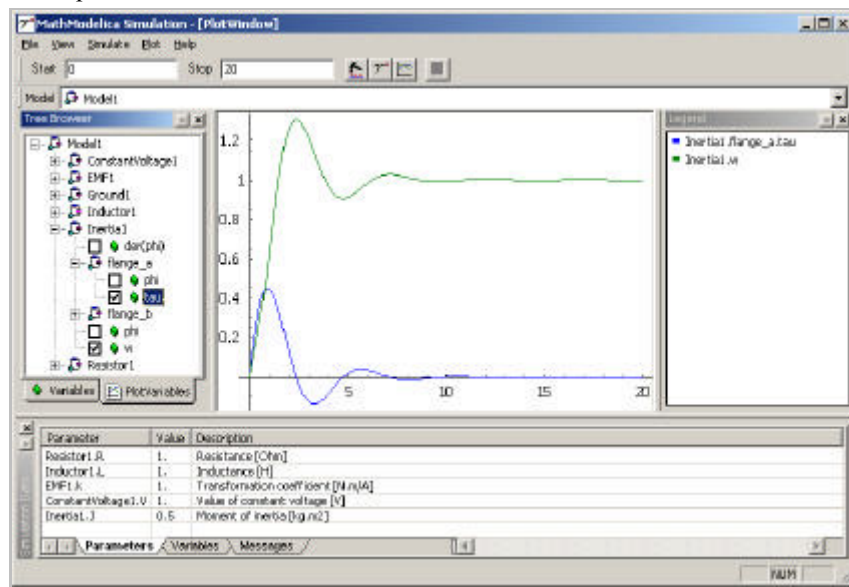 MathModelica Simulation - [PlotWindow]
File View Simulate Plot Help
Start 0 Stop 20
Model Model1
Tree Browser
Model1
ConstantVoltage1
EMF1
Ground1
Inductor1
Inertia1
der(phi)
flange_a
phi
tau
flange_b
phi
w
Resistor1
Variables PlotVariables
1.2
1
0.8
0.6
0.4
0.2
5 10 15 20
Legend
Inertia1.flange_a.tau
Inertia1.w
Parameter Value Description
Resistor1.R 1. Resistance [Ohm]
Inductor1.L 1. Inductance [H]
EMF1.k 1. Transformation coefficient [N.m/A]
ConstantVoltage1.V 1. Value of constant voltage [V]
Inertia1.J 0.5 Moment of inertia [kg.m2]
Parameters Variables Messages
NUM